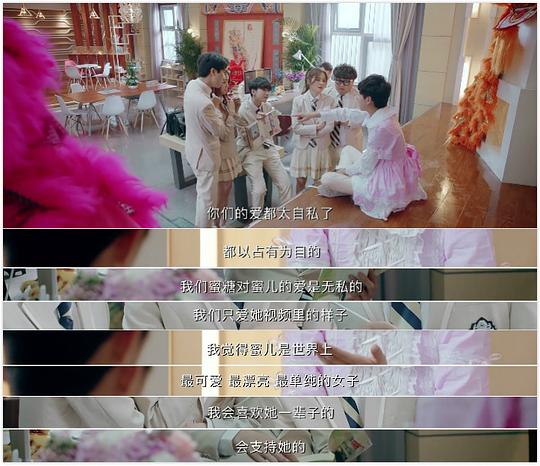 你们的爱都太自私了
都以占有为目的
我们蜜糖对蜜儿的爱是无私的
我们只爱她视频里的样子
我觉得蜜儿是世界上
最可爱 最漂亮 最单纯的女子
我会喜欢她一辈子的
会支持她的